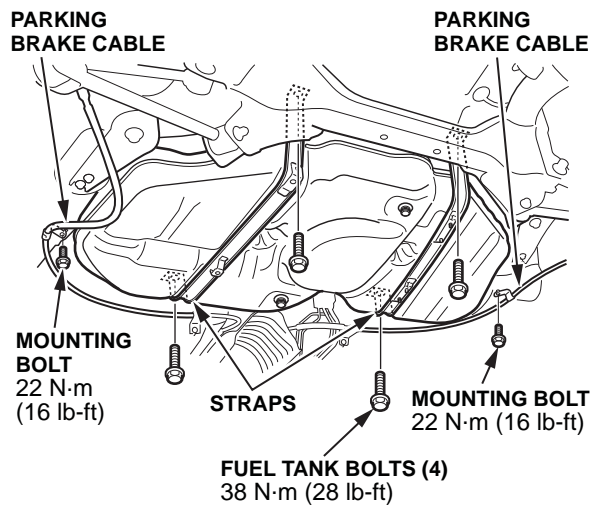 PARKING
BRAKE CABLE
PARKING
BRAKE CABLE
MOUNTING
BOLT
22 N·m
(16 lb-ft)
STRAPS
MOUNTING BOLT
22 N·m (16 lb-ft)
FUEL TANK BOLTS (4)
38 N·m (28 lb-ft)